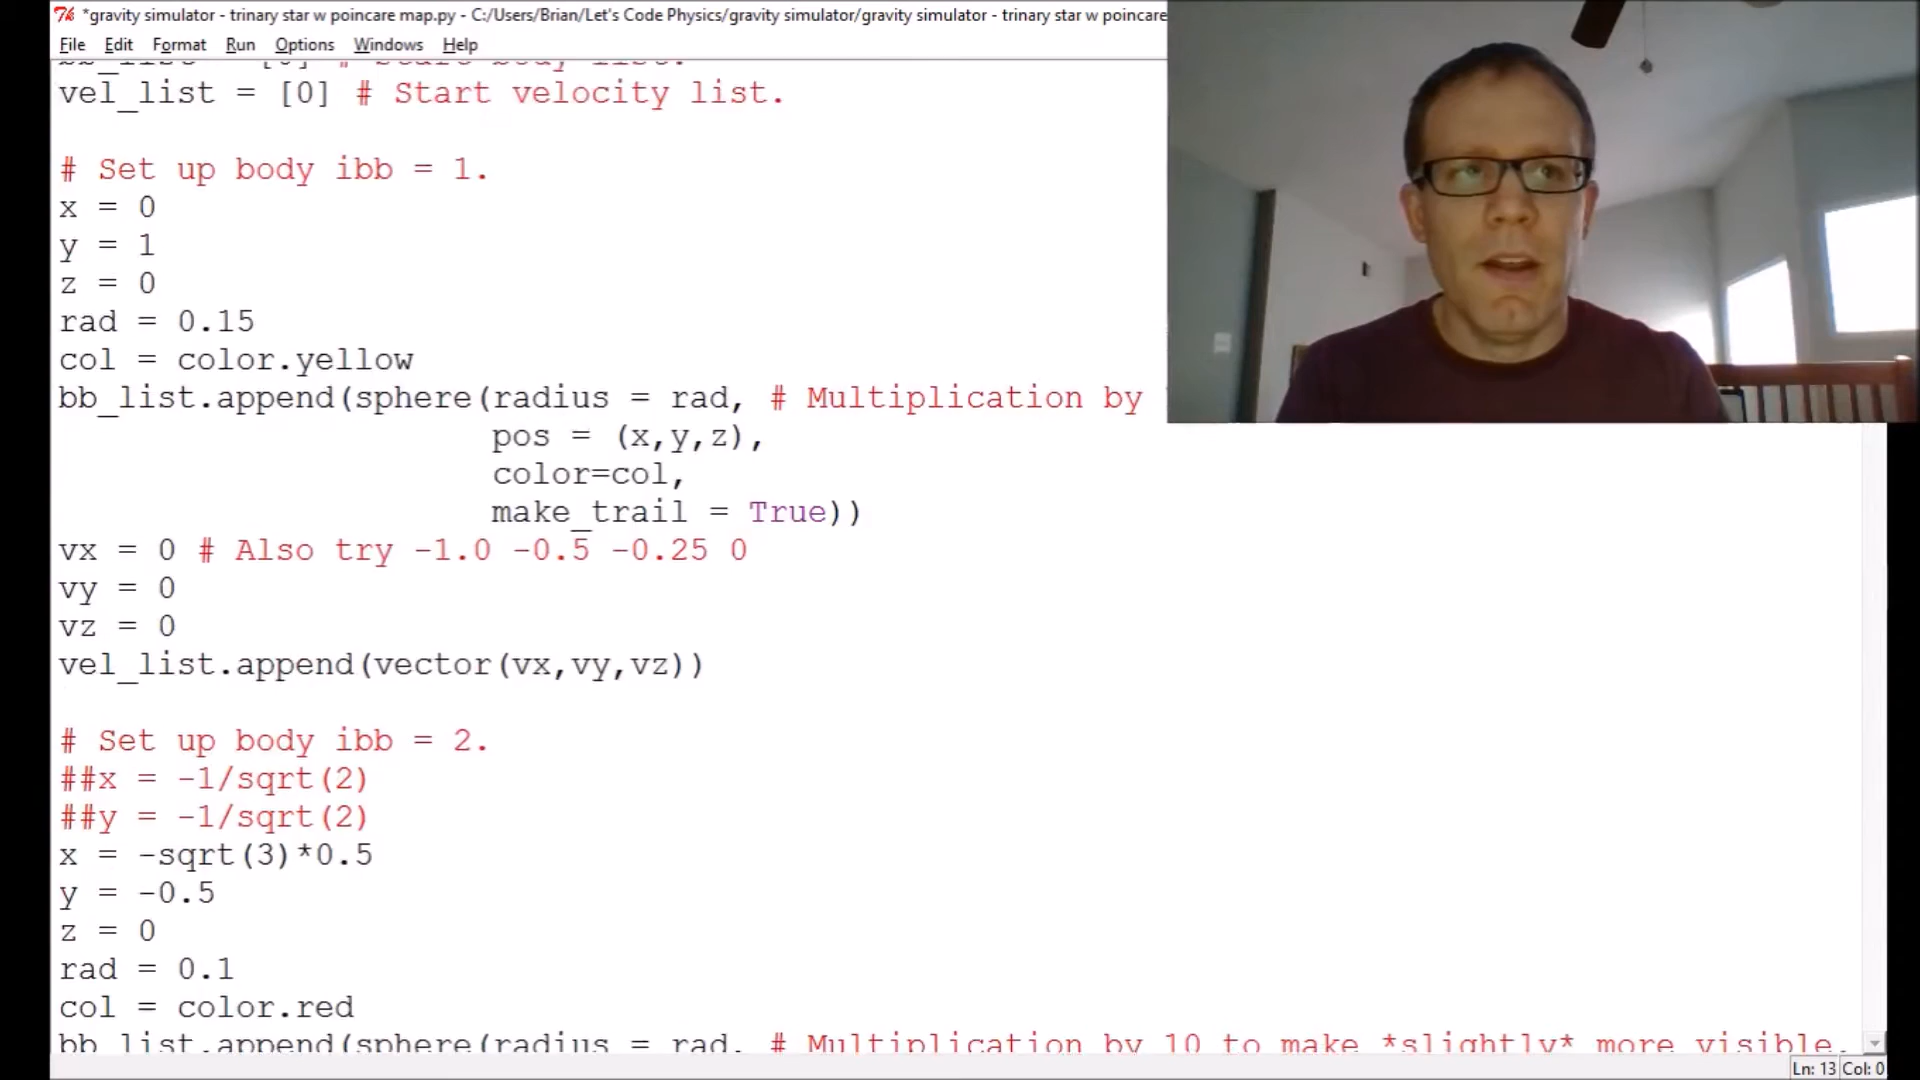 *gravity simulator - trinary star w poincare map.py - C:/Users/Brian/Let's Code Physics/gravity simulator/gravity simulator - trinary star w poincare
File Edit Format Run Options Windows Help
bb_list = [0] # Start body list.
vel_list = [0] # Start velocity list.
# Set up body ibb = 1.
x = 0
y = 1
z = 0
rad = 0.15
col = color.yellow
bb_list.append(sphere(radius = rad, # Multiplication by
pos = (x,y,z),
color=col,
make_trail = True))
vx = 0 # Also try -1.0 -0.5 -0.25 0
vy = 0
vz = 0
vel_list.append(vector(vx,vy,vz))
# Set up body ibb = 2.
##x = -1/sqrt(2)
##y = -1/sqrt(2)
x = -sqrt(3)*0.5
y = -0.5
z = 0
rad = 0.1
col = color.red
bb_list.append(sphere(radius = rad, # Multiplication by 10 to make *slightly* more visible.
Ln: 13 Col: 0